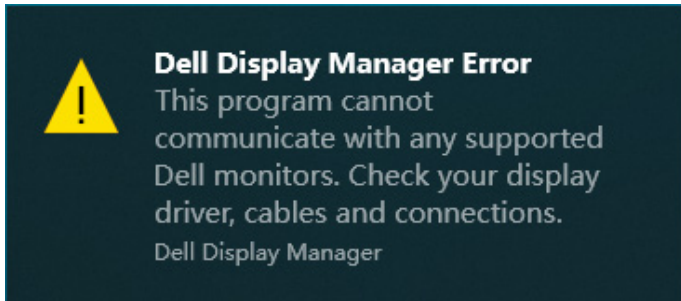 Dell Display Manager Error
This program cannot
communicate with any supported
Dell monitors. Check your display
driver, cables and connections.
Dell Display Manager